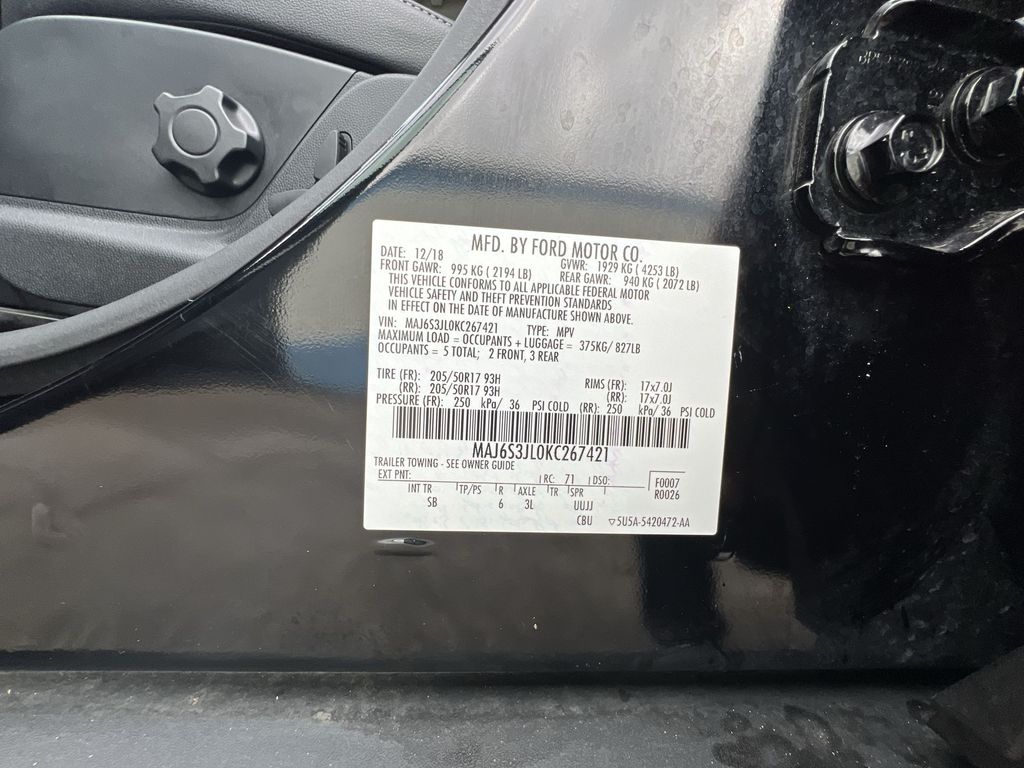 MFD. BY FORD MOTOR CO.
DATE: 12/18 GVWR: 1929 KG ( 4253 LB)
FRONT GAWR: 995 KG ( 2194 LB) REAR GAWR: 940 KG ( 2072 LB)
THIS VEHICLE CONFORMS TO ALL APPLICABLE FEDERAL MOTOR
VEHICLE SAFETY AND THEFT PREVENTION STANDARDS
IN EFFECT ON THE DATE OF MANUFACTURE SHOWN ABOVE.
VIN: MAJ6S3JL0KC267421 TYPE: MPV
MAXIMUM LOAD = OCCUPANTS + LUGGAGE = 375KG/ 827LB
OCCUPANTS = 5 TOTAL; 2 FRONT, 3 REAR
TIRE (FR): 205/50R17 93H RIMS (FR): 17x7.0J
(RR): 205/50R17 93H (RR): 17x7.0J
PRESSURE (FR): 250 kPa/ 36 PSI COLD (RR): 250 kPa/ 36 PSI COLD
MAJ6S3JL0KC267421
TRAILER TOWING - SEE OWNER GUIDE
EXT PNT: RC: 71 DSO: F0007
R0026
INT TR TP/PS R AXLE TR SPR
SB 6 3L UUJJ
CBU 5U5A-5420472-AA